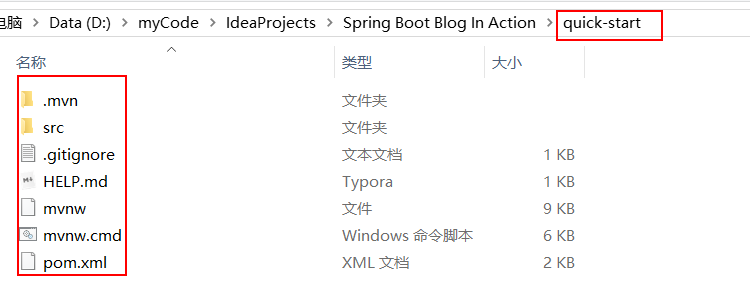 电脑 > Data (D:) > myCode > IdeaProjects > Spring Boot Blog In Action > quick-start
名称 类型 大小
.mvn 文件夹
src 文件夹
.gitignore 文本文档 1 KB
HELP.md Typora 1 KB
mvnw 文件 9 KB
mvnw.cmd Windows 命令脚本 6 KB
pom.xml XML 文档 2 KB